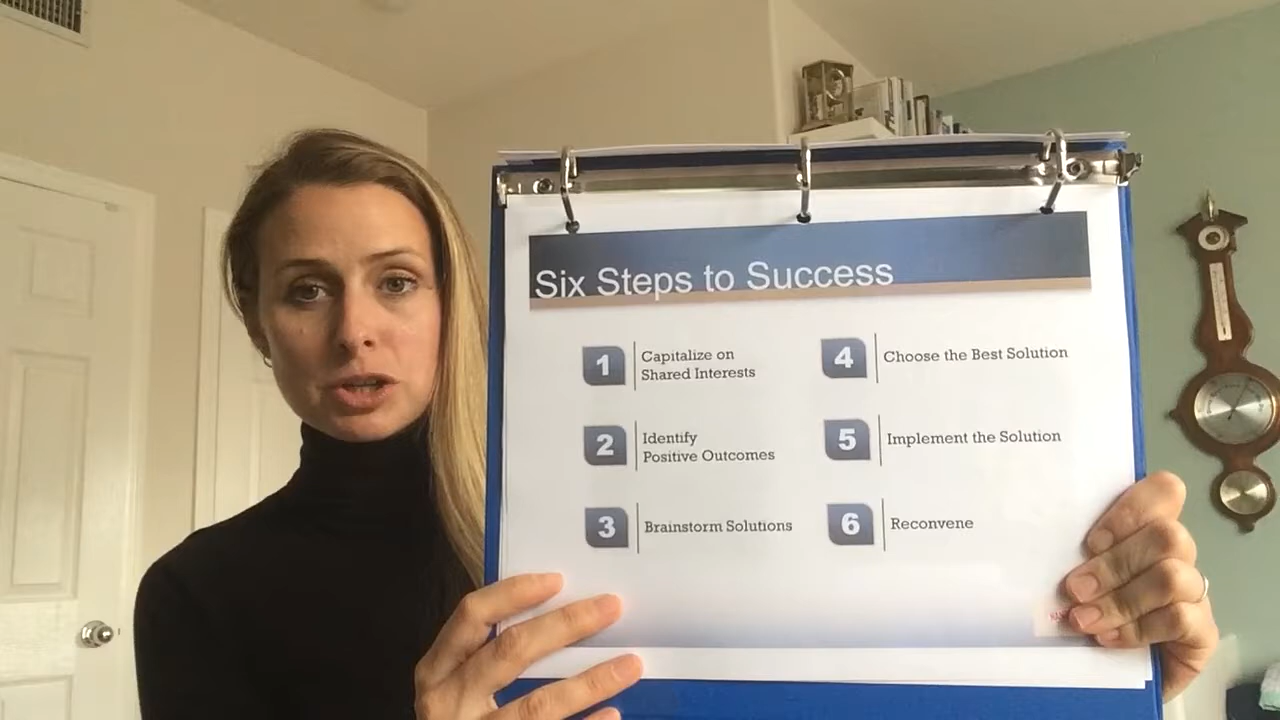 Six Steps to Success
1
Capitalize on
Shared Interests
2
Identify
Positive Outcomes
3
Brainstorm Solutions
4
Choose the Best Solution
5
Implement the Solution
6
Reconvene